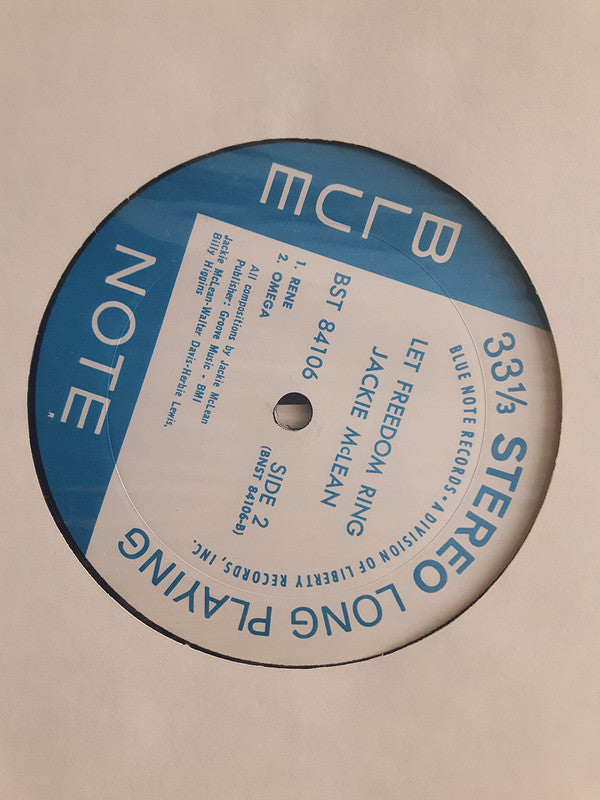 33⅓ STEREO LONG PLAYING
BLUE NOTE RECORDS • A DIVISION OF LIBERTY RECORDS, INC.
BLUE
NOTE
LET FREEDOM RING
JACKIE McLEAN
BST 84106
SIDE 2
(BNST 84106-B)
1. RENE
2. OMEGA
All compositions by Jackie McLean
Publisher: Groove Music - BMI
Jackie McLean-Walter Davis-Herbie Lewis,
Billy Higgins